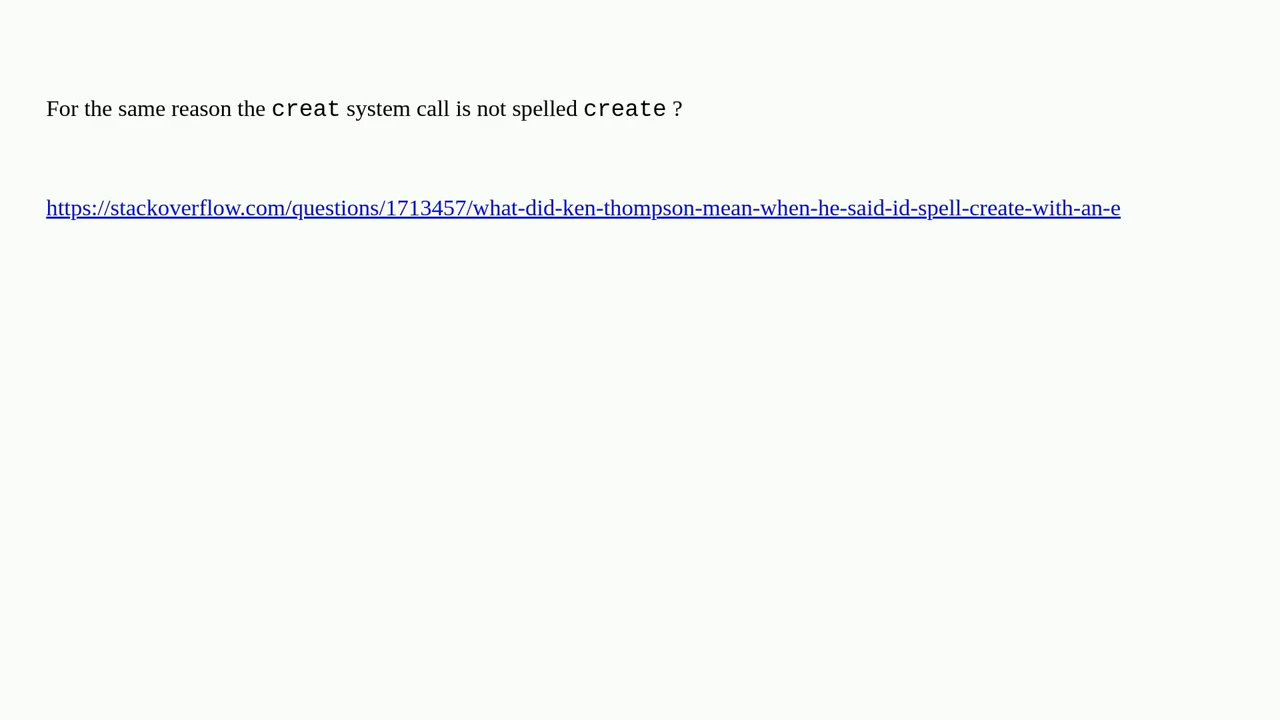 For the same reason the creat system call is not spelled create ?
https://stackoverflow.com/questions/1713457/what-did-ken-thompson-mean-when-he-said-id-spell-create-with-an-e